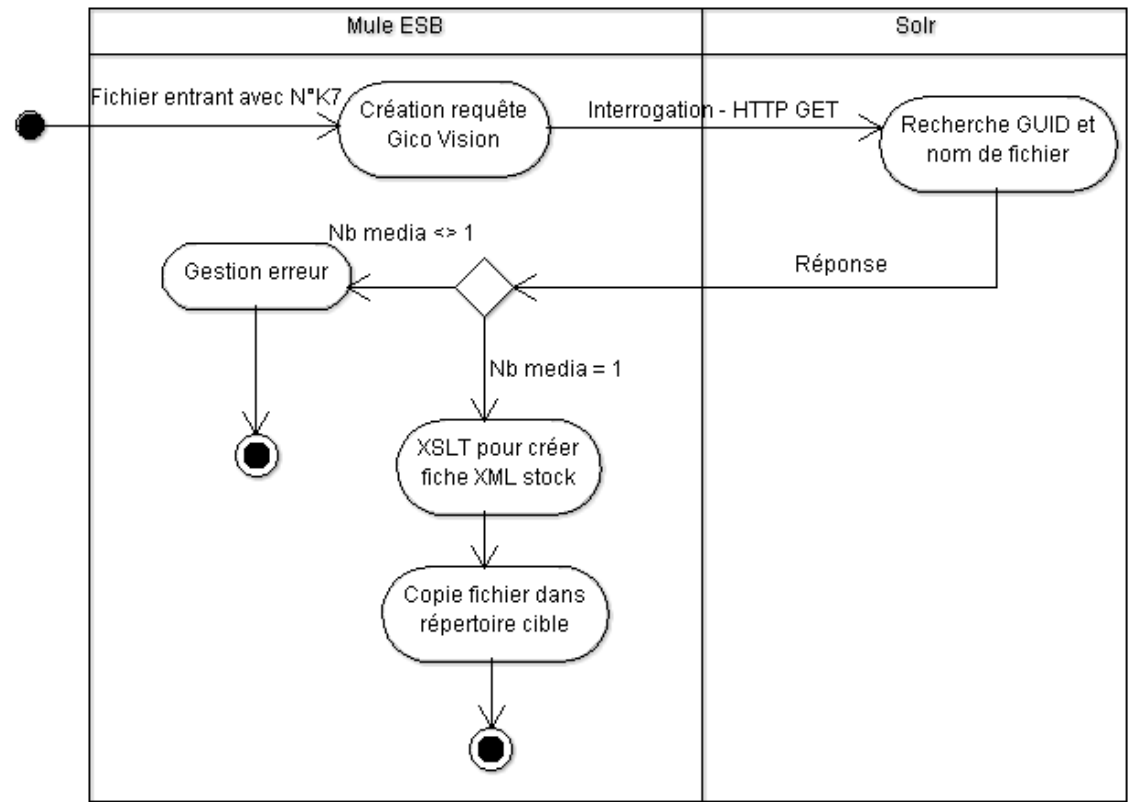 Mule ESB
Solr
Fichier entrant avec N°K7
Création requête
Gico Vision
Interrogation - HTTP GET
Recherche GUID et
nom de fichier
Nb media <> 1
Gestion erreur
Réponse
Nb media = 1
XSLT pour créer
fiche XML stock
Copie fichier dans
répertoire cible